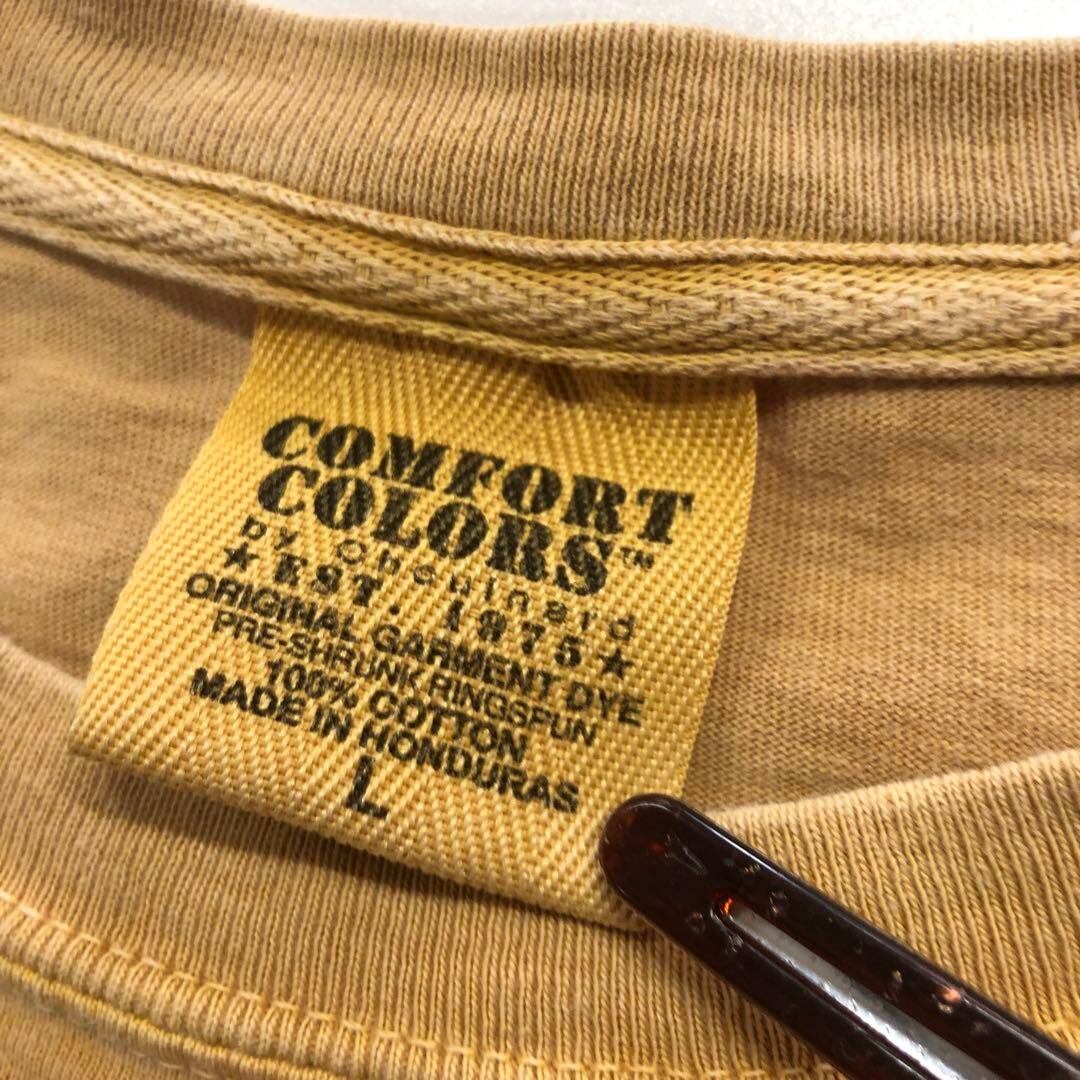 COMFORT
COLORS™
by Chouinard
★ EST. 1975 ★
ORIGINAL GARMENT DYE
PRE-SHRUNK RINGSPUN
100% COTTON
MADE IN HONDURAS
L